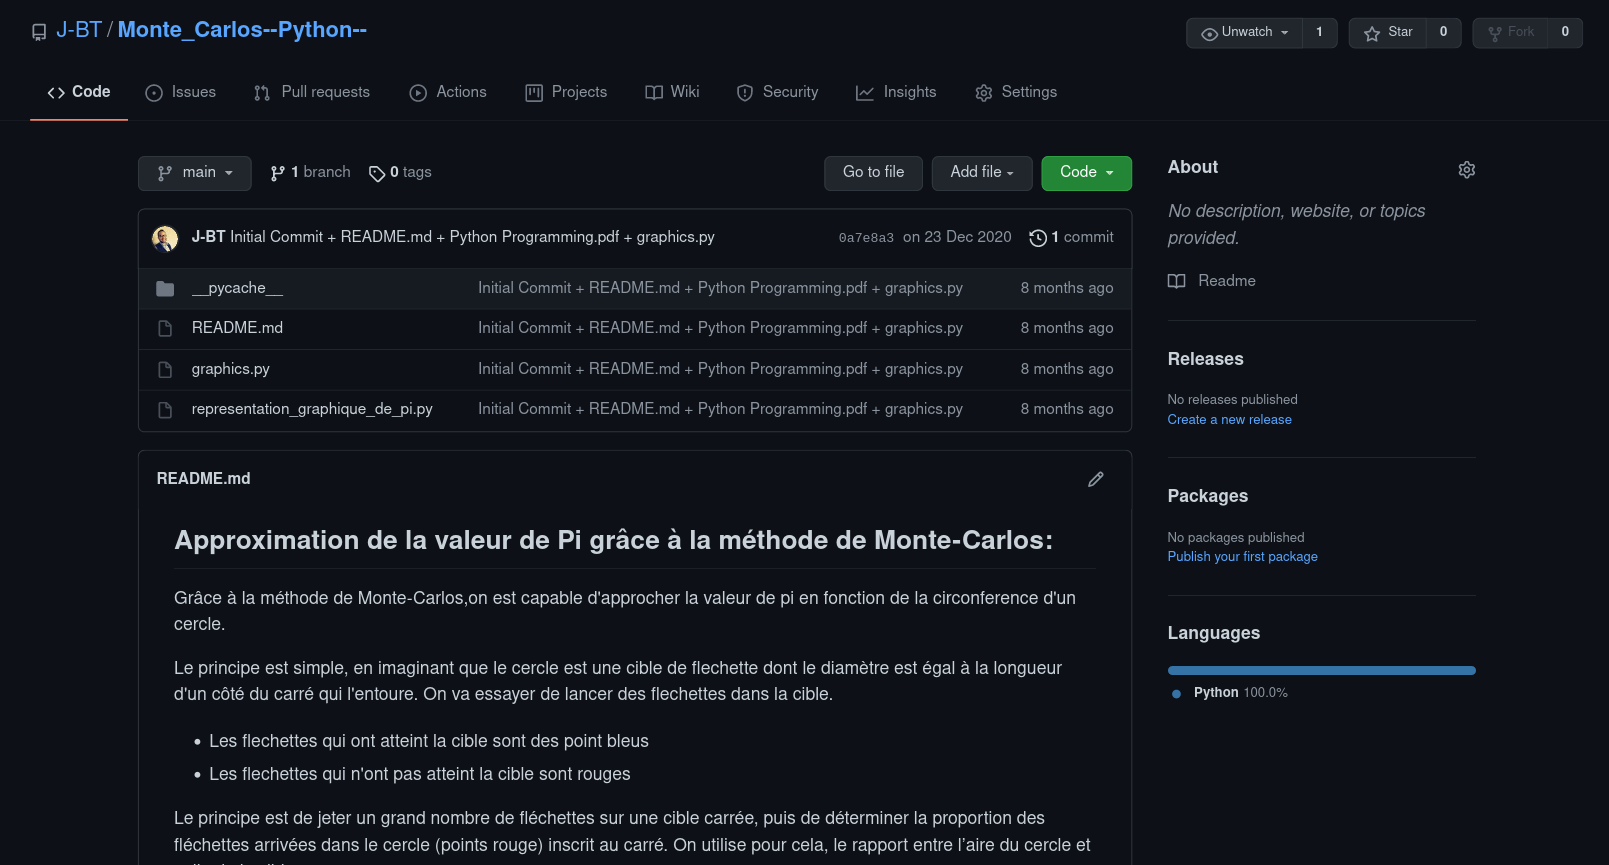 J-BT / Monte_Carlos--Python--
Unwatch 1 Star 0 Fork 0
Code Issues Pull requests Actions Projects Wiki Security Insights Settings
main 1 branch 0 tags Go to file Add file Code
J-BT Initial Commit + README.md + Python Programming.pdf + graphics.py 0a7e8a3 on 23 Dec 2020 1 commit
__pycache__ Initial Commit + README.md + Python Programming.pdf + graphics.py 8 months ago
README.md Initial Commit + README.md + Python Programming.pdf + graphics.py 8 months ago
graphics.py Initial Commit + README.md + Python Programming.pdf + graphics.py 8 months ago
representation_graphique_de_pi.py Initial Commit + README.md + Python Programming.pdf + graphics.py 8 months ago
README.md
Approximation de la valeur de Pi grâce à la méthode de Monte-Carlos:
Grâce à la méthode de Monte-Carlos,on est capable d'approcher la valeur de pi en fonction de la circonference d'un
cercle.
Le principe est simple, en imaginant que le cercle est une cible de flechette dont le diamètre est égal à la longueur
d'un côté du carré qui l'entoure. On va essayer de lancer des flechettes dans la cible.
• Les flechettes qui ont atteint la cible sont des point bleus
• Les flechettes qui n'ont pas atteint la cible sont rouges
Le principe est de jeter un grand nombre de fléchettes sur une cible carrée, puis de déterminer la proportion des
fléchettes arrivées dans le cercle (points rouge) inscrit au carré. On utilise pour cela, le rapport entre l’aire du cercle et
About
No description, website, or topics
provided.
Readme
Releases
No releases published
Create a new release
Packages
No packages published
Publish your first package
Languages
Python 100.0%